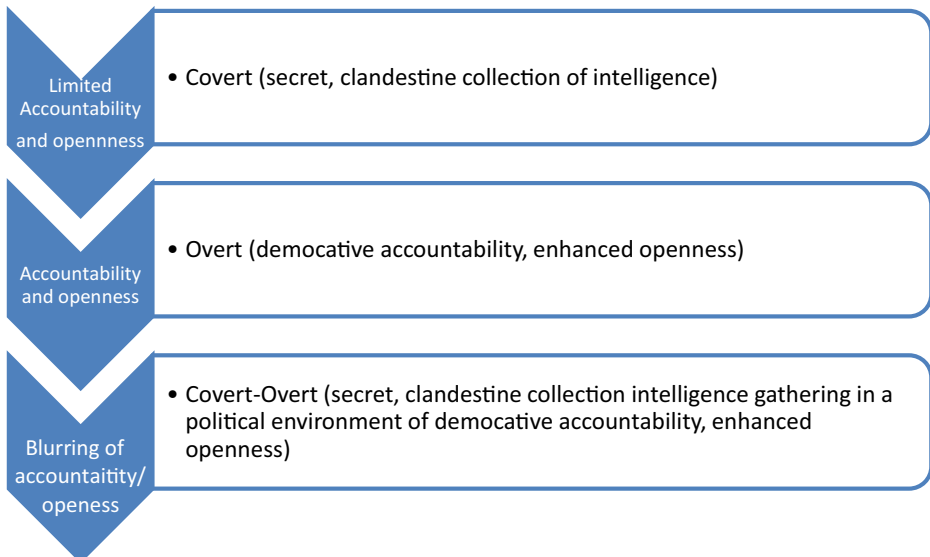 Limited
Accountability
and opennness
• Covert (secret, clandestine collection of intelligence)
Accountability
and openness
• Overt (democative accountability, enhanced openness)
Blurring of
accountaitity/
openess
• Covert-Overt (secret, clandestine collection intelligence gathering in a
political environment of democative accountability, enhanced
openness)